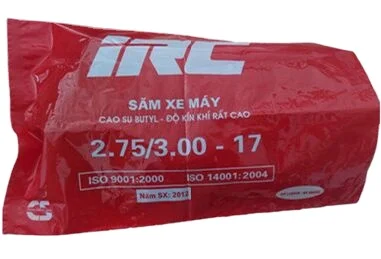 iRC
SĂM XE MÁY
CAO SU BUTYL - ĐỘ KÍN KHÍ RẤT CAO
2.75/3.00 - 17
ISO 9001:2000 ISO 14001:2004
Năm SX: 2012